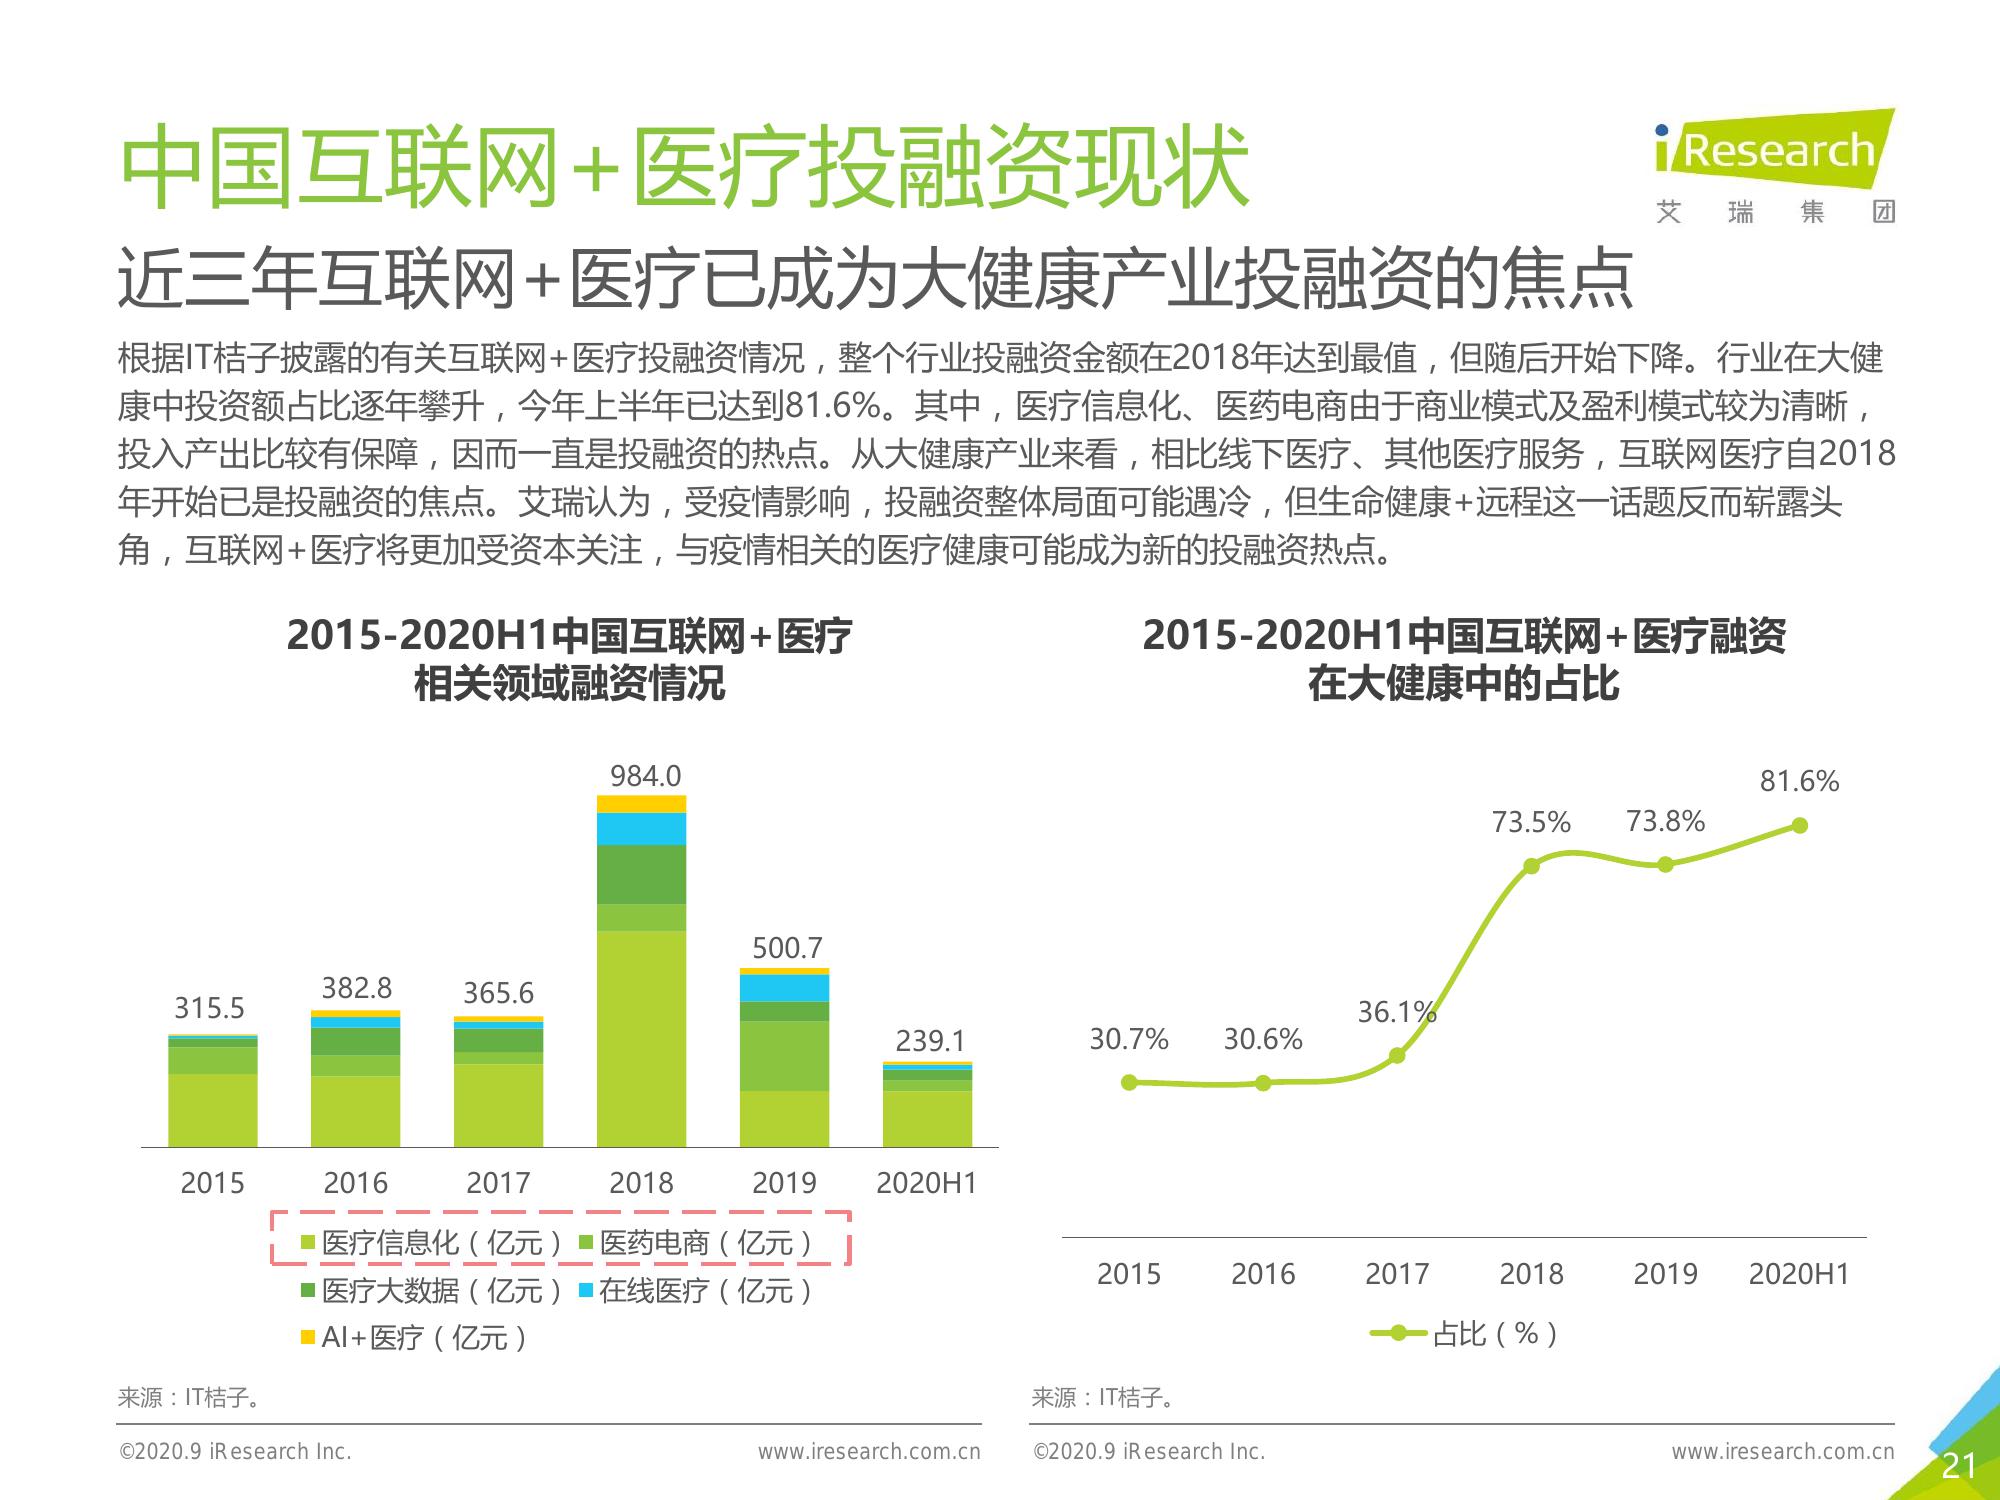 中国互联网+医疗投融资现状
iResearch
艾瑞集团
近三年互联网+医疗已成为大健康产业投融资的焦点
根据IT桔子披露的有关互联网+医疗投融资情况，整个行业投融资金额在2018年达到最值，但随后开始下降。行业在大健
康中投资额占比逐年攀升，今年上半年已达到81.6%。其中，医疗信息化、医药电商由于商业模式及盈利模式较为清晰，
投入产出比较有保障，因而一直是投融资的热点。从大健康产业来看，相比线下医疗、其他医疗服务，互联网医疗自2018
年开始已是投融资的焦点。艾瑞认为，受疫情影响，投融资整体局面可能遇冷，但生命健康+远程这一话题反而崭露头
角，互联网+医疗将更加受资本关注，与疫情相关的医疗健康可能成为新的投融资热点。
2015-2020H1中国互联网+医疗
相关领域融资情况
315.5
382.8
365.6
984.0
500.7
239.1
2015 2016 2017 2018 2019 2020H1
医疗信息化（亿元） 医药电商（亿元）
医疗大数据（亿元） 在线医疗（亿元）
AI+医疗（亿元）
来源：IT桔子。
©2020.9 iResearch Inc. www.iresearch.com.cn
2015-2020H1中国互联网+医疗融资
在大健康中的占比
30.7%
30.6%
36.1%
73.5%
73.8%
81.6%
2015 2016 2017 2018 2019 2020H1
占比（%）
来源：IT桔子。
©2020.9 iResearch Inc. www.iresearch.com.cn
21